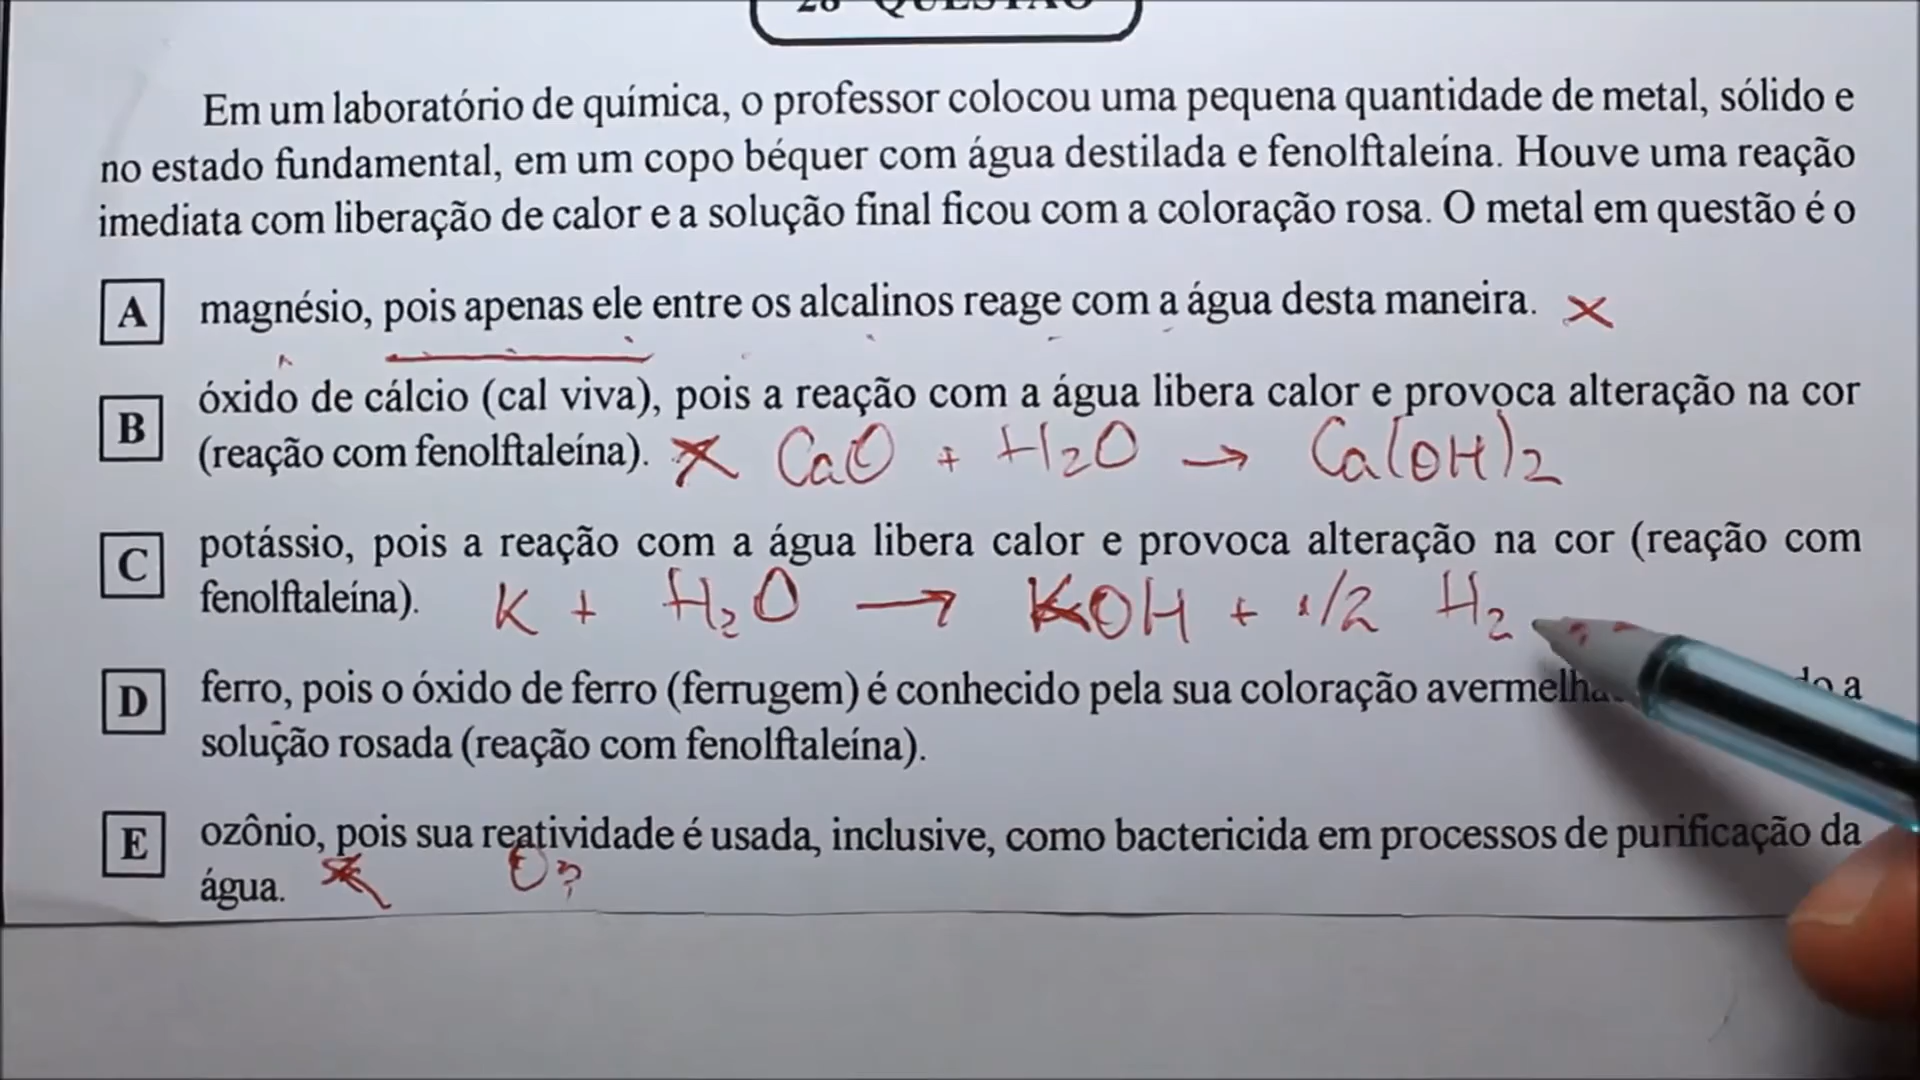 Em um laboratório de química, o professor colocou uma pequena quantidade de metal, sólido e
no estado fundamental, em um copo béquer com água destilada e fenolftaleína. Houve uma reação
imediata com liberação de calor e a solução final ficou com a coloração rosa. O metal em questão é o
A magnésio, pois apenas ele entre os alcalinos reage com a água desta maneira. X
B óxido de cálcio (cal viva), pois a reação com a água libera calor e provoca alteração na cor
(reação com fenolftaleína). X CaO + H2O → Ca(OH)2
C potássio, pois a reação com a água libera calor e provoca alteração na cor (reação com
fenolftaleína). K + H2O → KOH + 1/2 H2
D ferro, pois o óxido de ferro (ferrugem) é conhecido pela sua coloração a
solução rosada (reação com fenolftaleína).
E ozônio, pois sua reatividade é usada, inclusive, como bactericida em processos de purificação da
água. X O3